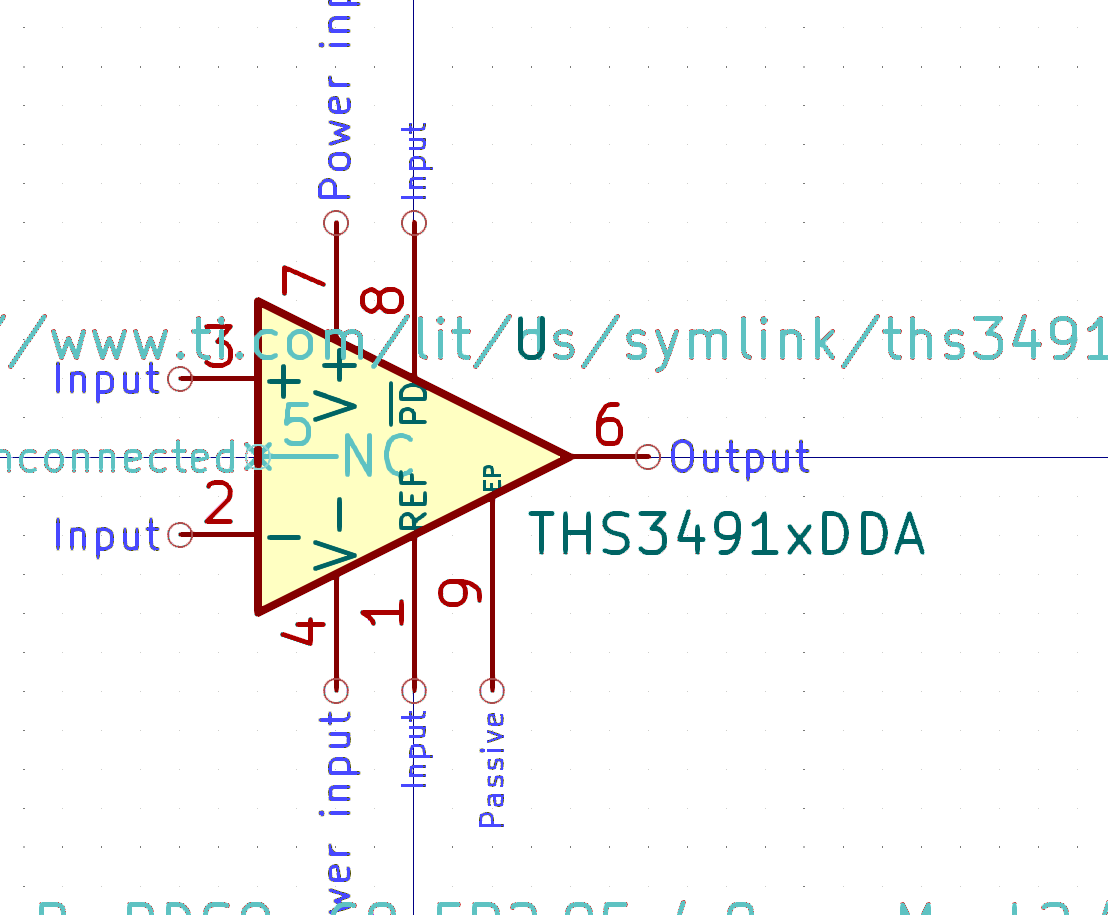 Power inp
Input
7
8
//www.ti.com/lit/ds/symlink/ths3491
U
3
Input
+
V+
PD
5
NC
6
Output
nconnected
2
Input
-
V-
REF
EP
THS3491xDDA
4
1
9
wer input
Input
Passive